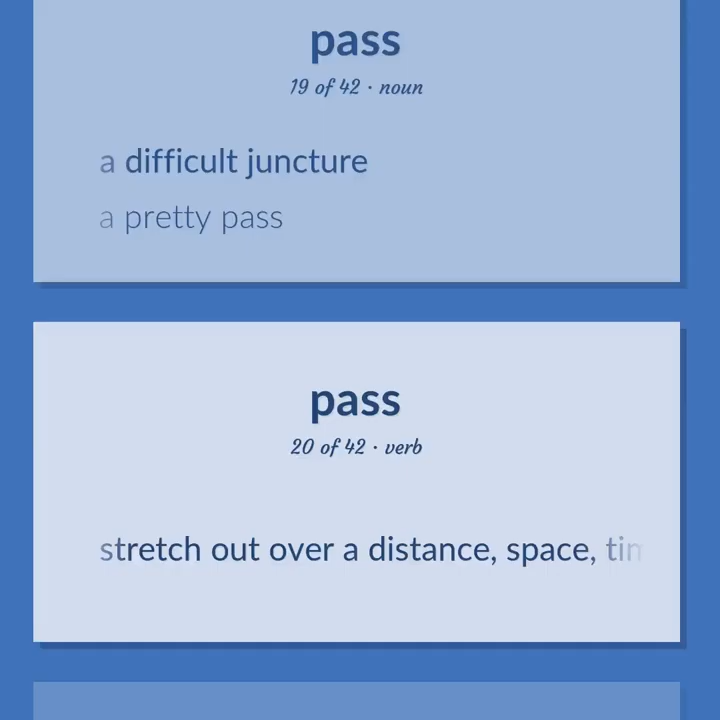 pass
19 of 42 · noun
a difficult juncture
a pretty pass
pass
20 of 42 · verb
stretch out over a distance, space,